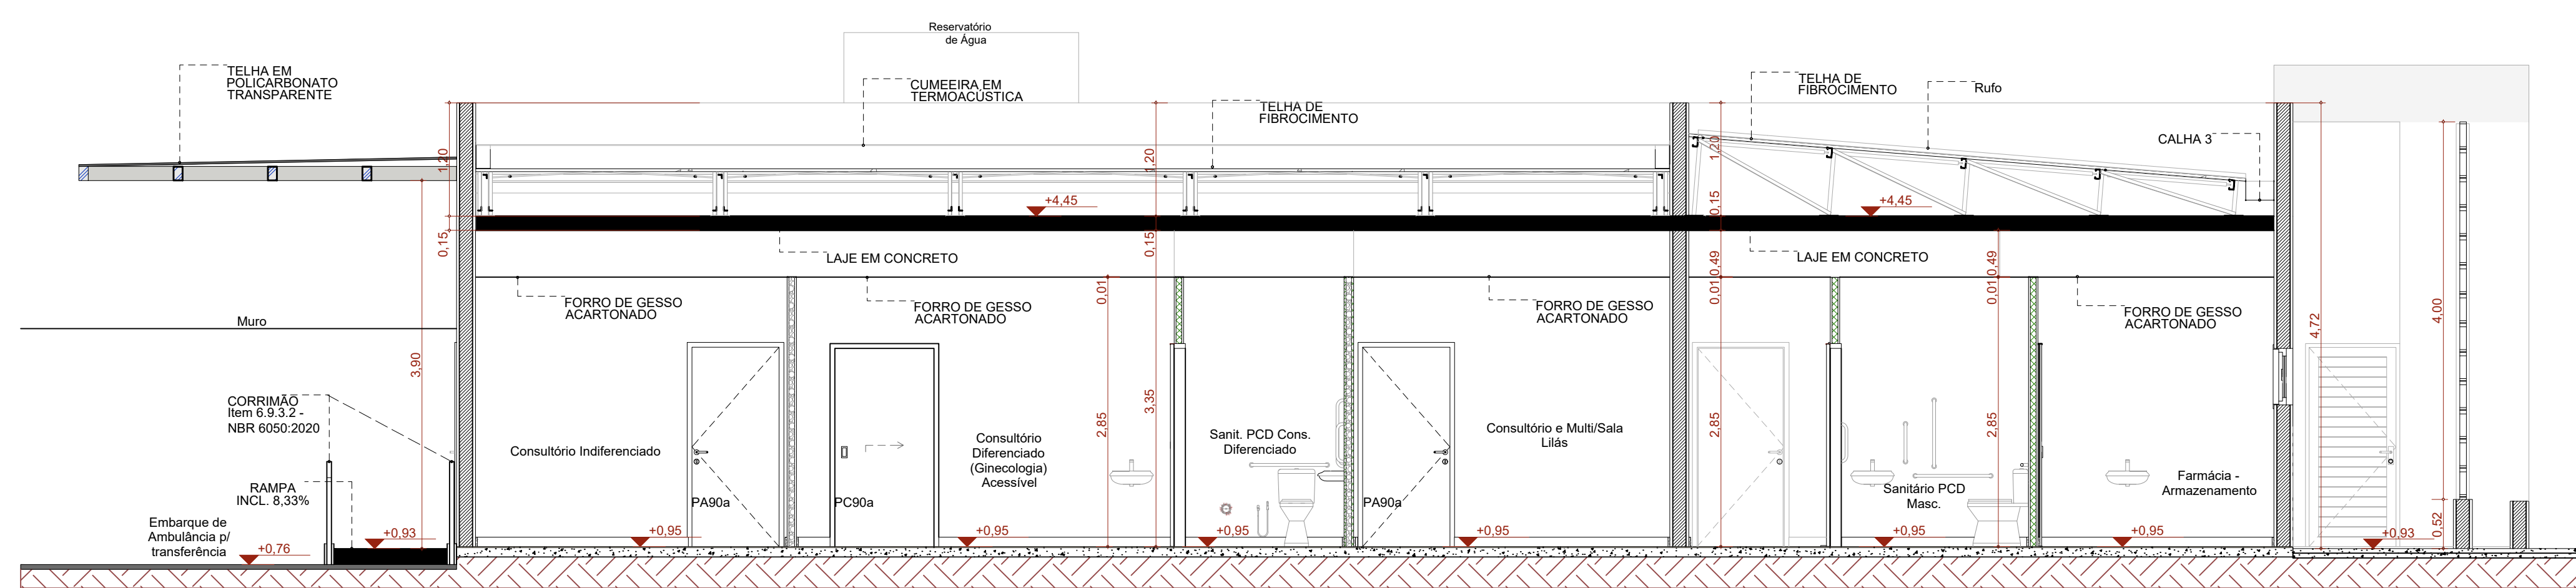 Reservatório
de Água
TELHA EM
POLICARBONATO
TRANSPARENTE
CUMEEIRA EM
TERMOACÚSTICA
TELHA DE
FIBROCIMENTO
TELHA DE
FIBROCIMENTO
Rufo
CALHA 3
1,20
1,20
1,20
0,15
+4,45
+4,45
0,15
0,15
LAJE EM CONCRETO
LAJE EM CONCRETO
0,49
0,49
0,01
0,01
0,01
FORRO DE GESSO
ACARTONADO
FORRO DE GESSO
ACARTONADO
FORRO DE GESSO
ACARTONADO
FORRO DE GESSO
ACARTONADO
Muro
3,90
4,72
4,00
CORRIMÃO
Item 6.9.3.2 -
NBR 6050:2020
2,85
3,35
2,85
2,85
Consultório Indiferenciado
Consultório
Diferenciado
(Ginecologia)
Acessível
Sanit. PCD Cons.
Diferenciado
Consultório e Multi/Sala
Lilás
Sanitário PCD
Masc.
Farmácia -
Armazenamento
RAMPA
INCL. 8,33%
PA90a
PC90a
PA90a
Embarque de
Ambulância p/
transferência
+0,76
+0,93
+0,95
+0,95
+0,95
+0,95
+0,95
+0,95
+0,93
0,52